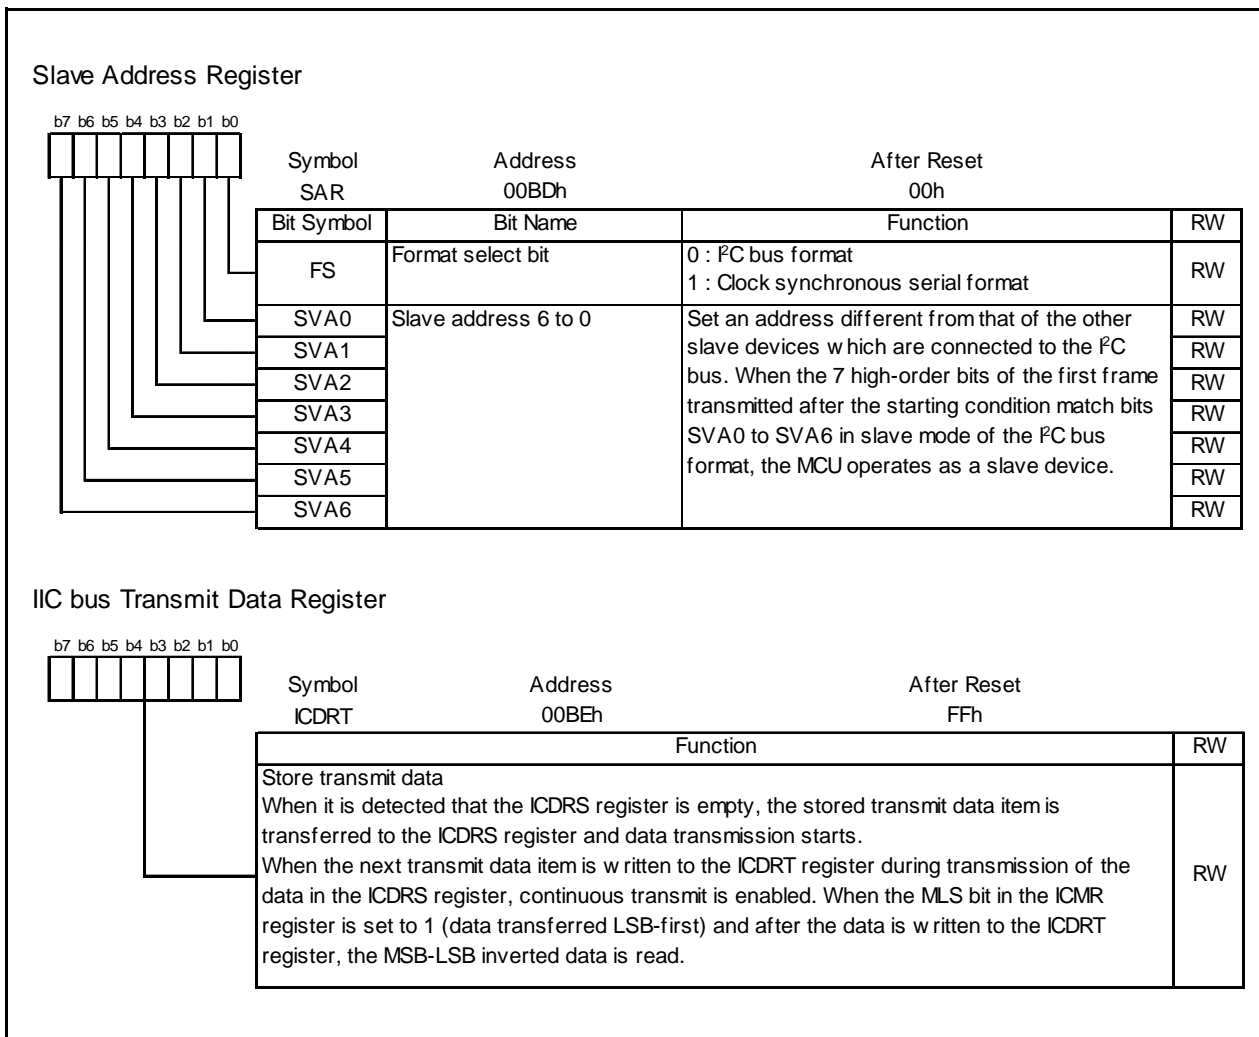 Slave Address Register
b7 b6 b5 b4 b3 b2 b1 b0
Symbol Address After Reset
SAR 00BDh 00h
Bit Symbol Bit Name Function RW
FS Format select bit 0 : I²C bus format RW
1 : Clock synchronous serial format
SVA0 Slave address 6 to 0 Set an address different from that of the other RW
SVA1 slave devices which are connected to the I²C RW
SVA2 bus. When the 7 high-order bits of the first frame RW
SVA3 transmitted after the starting condition match bits RW
SVA4 SVA0 to SVA6 in slave mode of the I²C bus RW
SVA5 format, the MCU operates as a slave device. RW
SVA6 RW
IIC bus Transmit Data Register
b7 b6 b5 b4 b3 b2 b1 b0
Symbol Address After Reset
ICDRT 00BEh FFh
Function RW
Store transmit data
When it is detected that the ICDRS register is empty, the stored transmit data item is
transferred to the ICDRS register and data transmission starts.
When the next transmit data item is written to the ICDRT register during transmission of the
data in the ICDRS register, continuous transmit is enabled. When the MLS bit in the ICMR RW
register is set to 1 (data transferred LSB-first) and after the data is written to the ICDRT
register, the MSB-LSB inverted data is read.